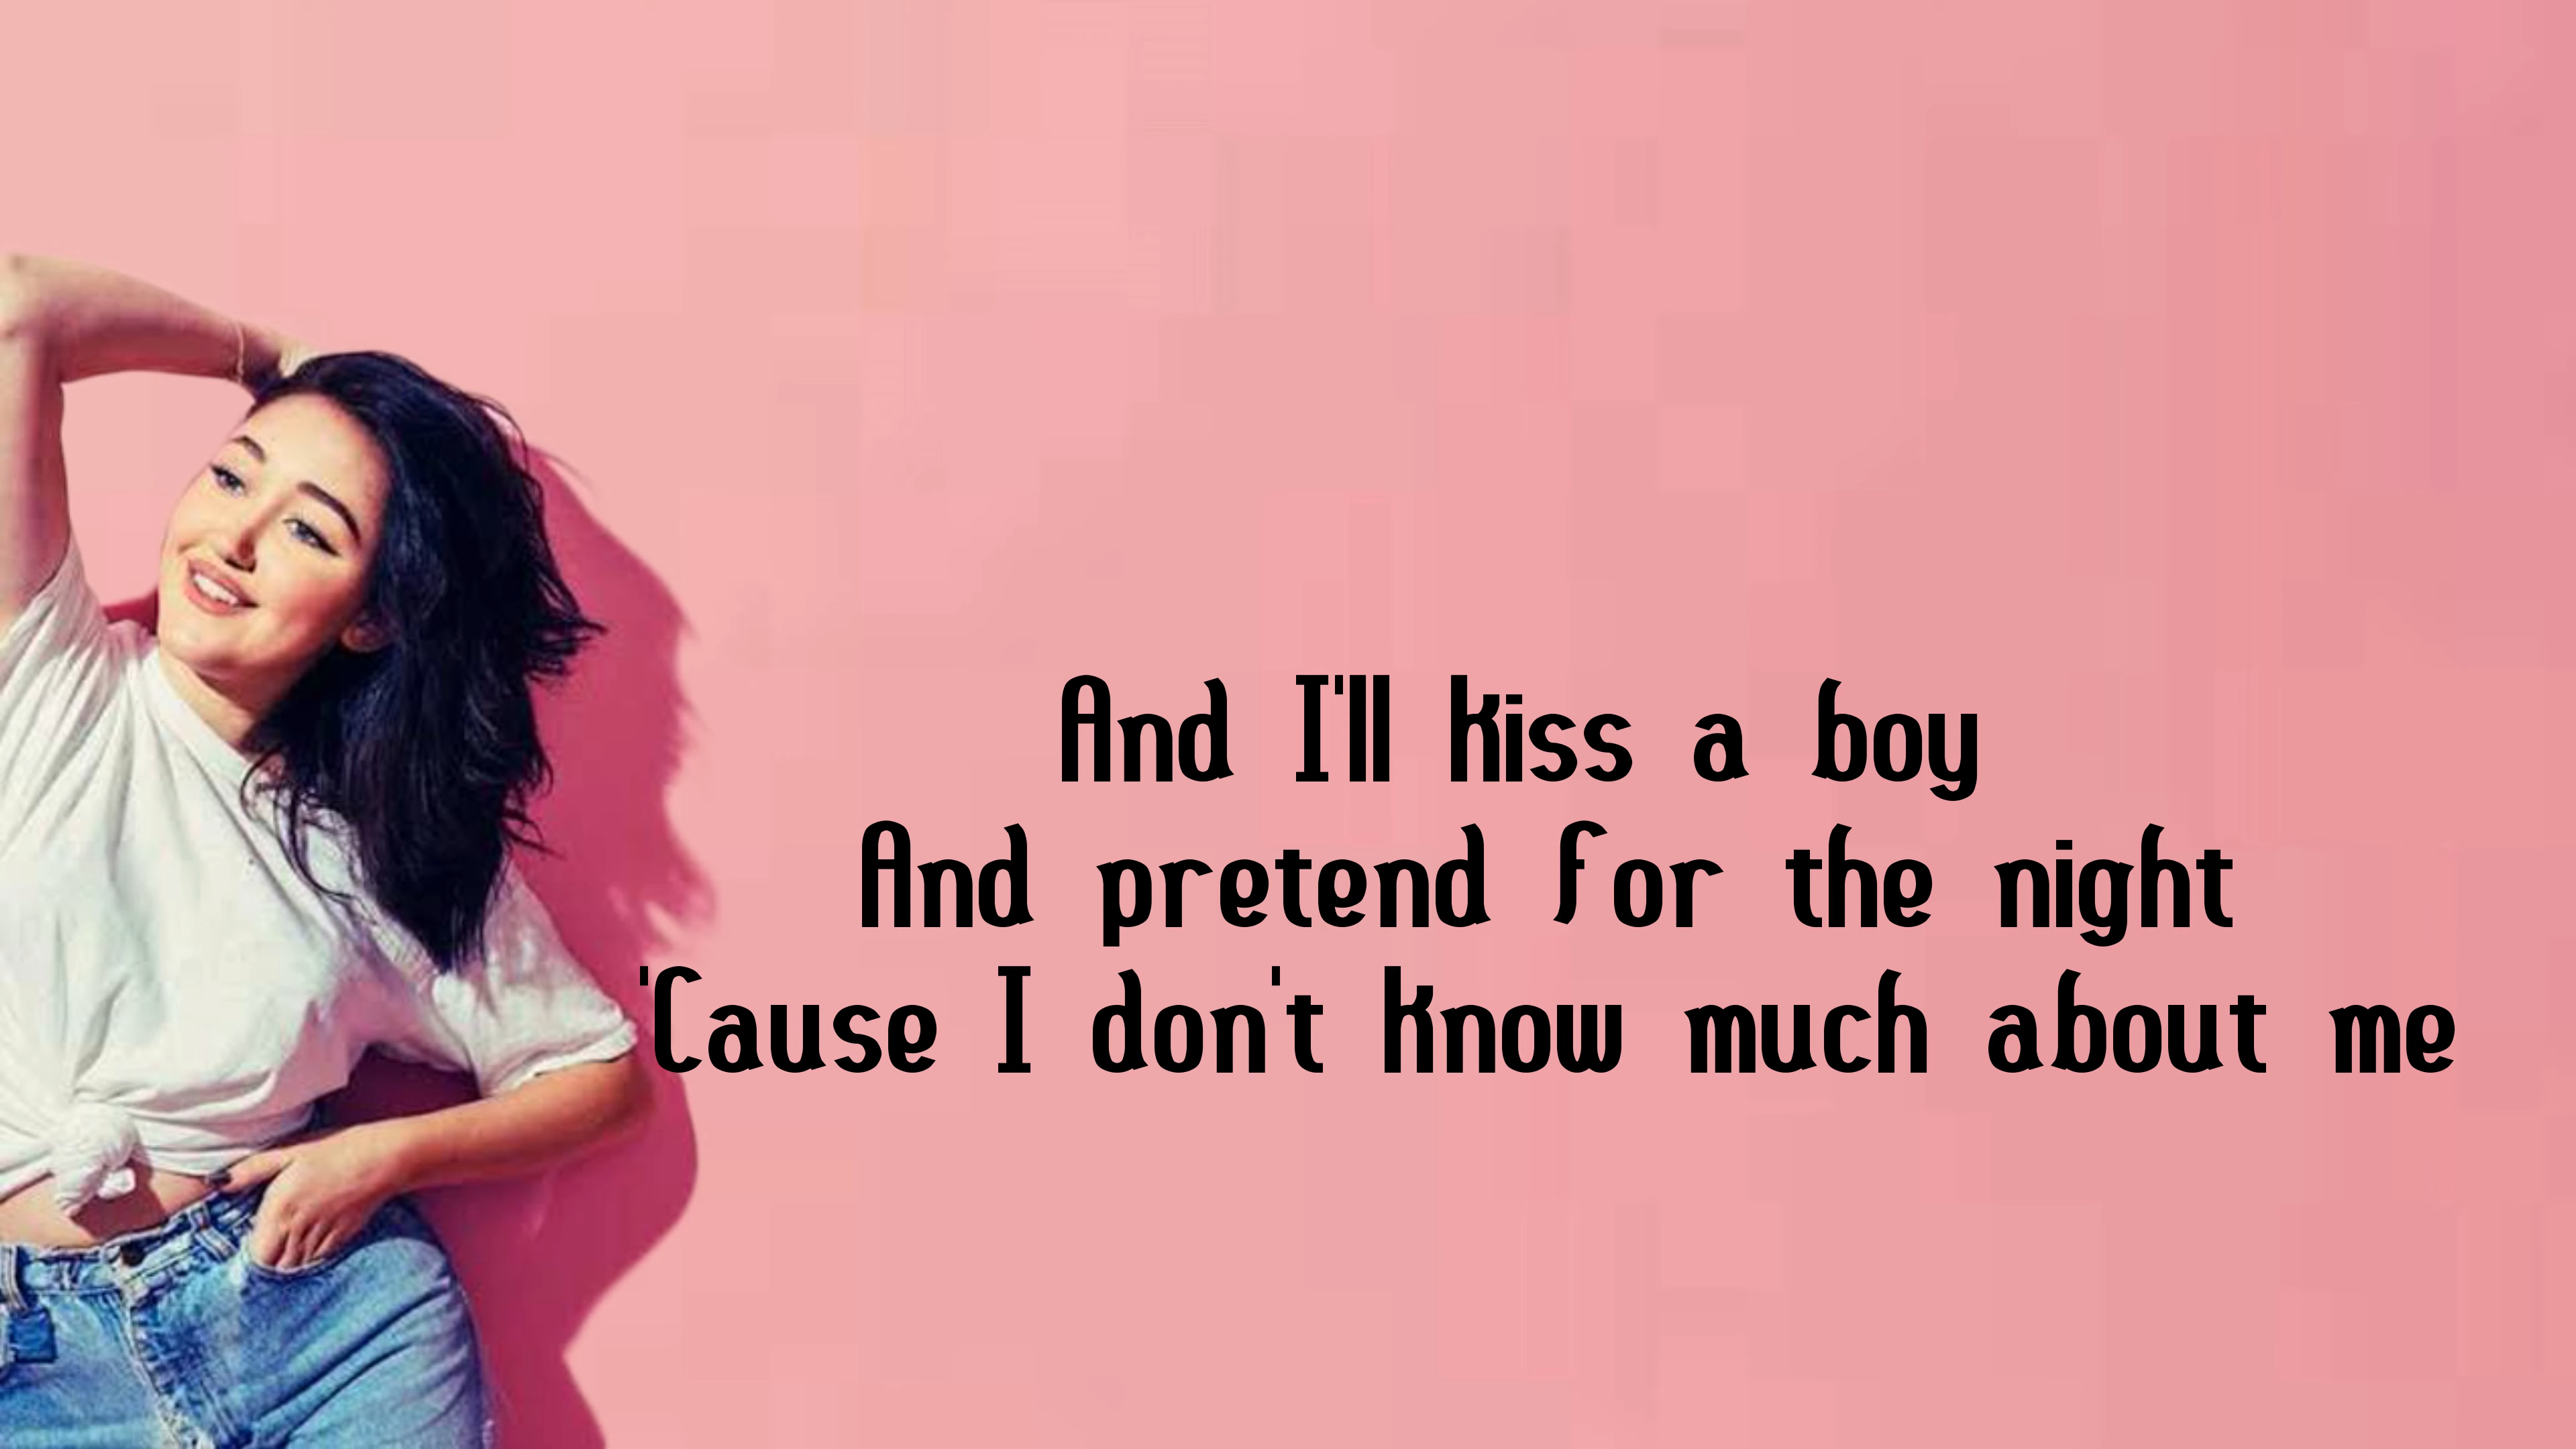 And I'll kiss a boy
And pretend for the night
'Cause I don't know much about me